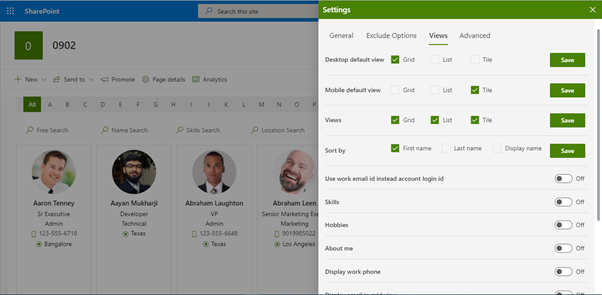 SharePoint
Search this site
0
0902
New
Send to
Promote
Page details
Analytics
All A B C D E F G H I J K L M N O P
Free Search
Name Search
Skills Search
Location Search
Aaron Tenney
Sr Executive
Admin
123-555-6718
Bangalore
Aayan Mukharji
Developer
Technical
Texas
Abraham Laughton
VP
Admin
123-555-6648
Texas
Abraham Leen
Senior Marketing Ex
Marketing
9019985022
Los Angeles
Settings
General
Exclude Options
Views
Advanced
Desktop default view Grid List Tile Save
Mobile default view Grid List Tile Save
Views Grid List Tile Save
Sort by First name Last name Display name Save
Use work email id instead account login id Off
Skills Off
Hobbies Off
About me Off
Display work phone Off